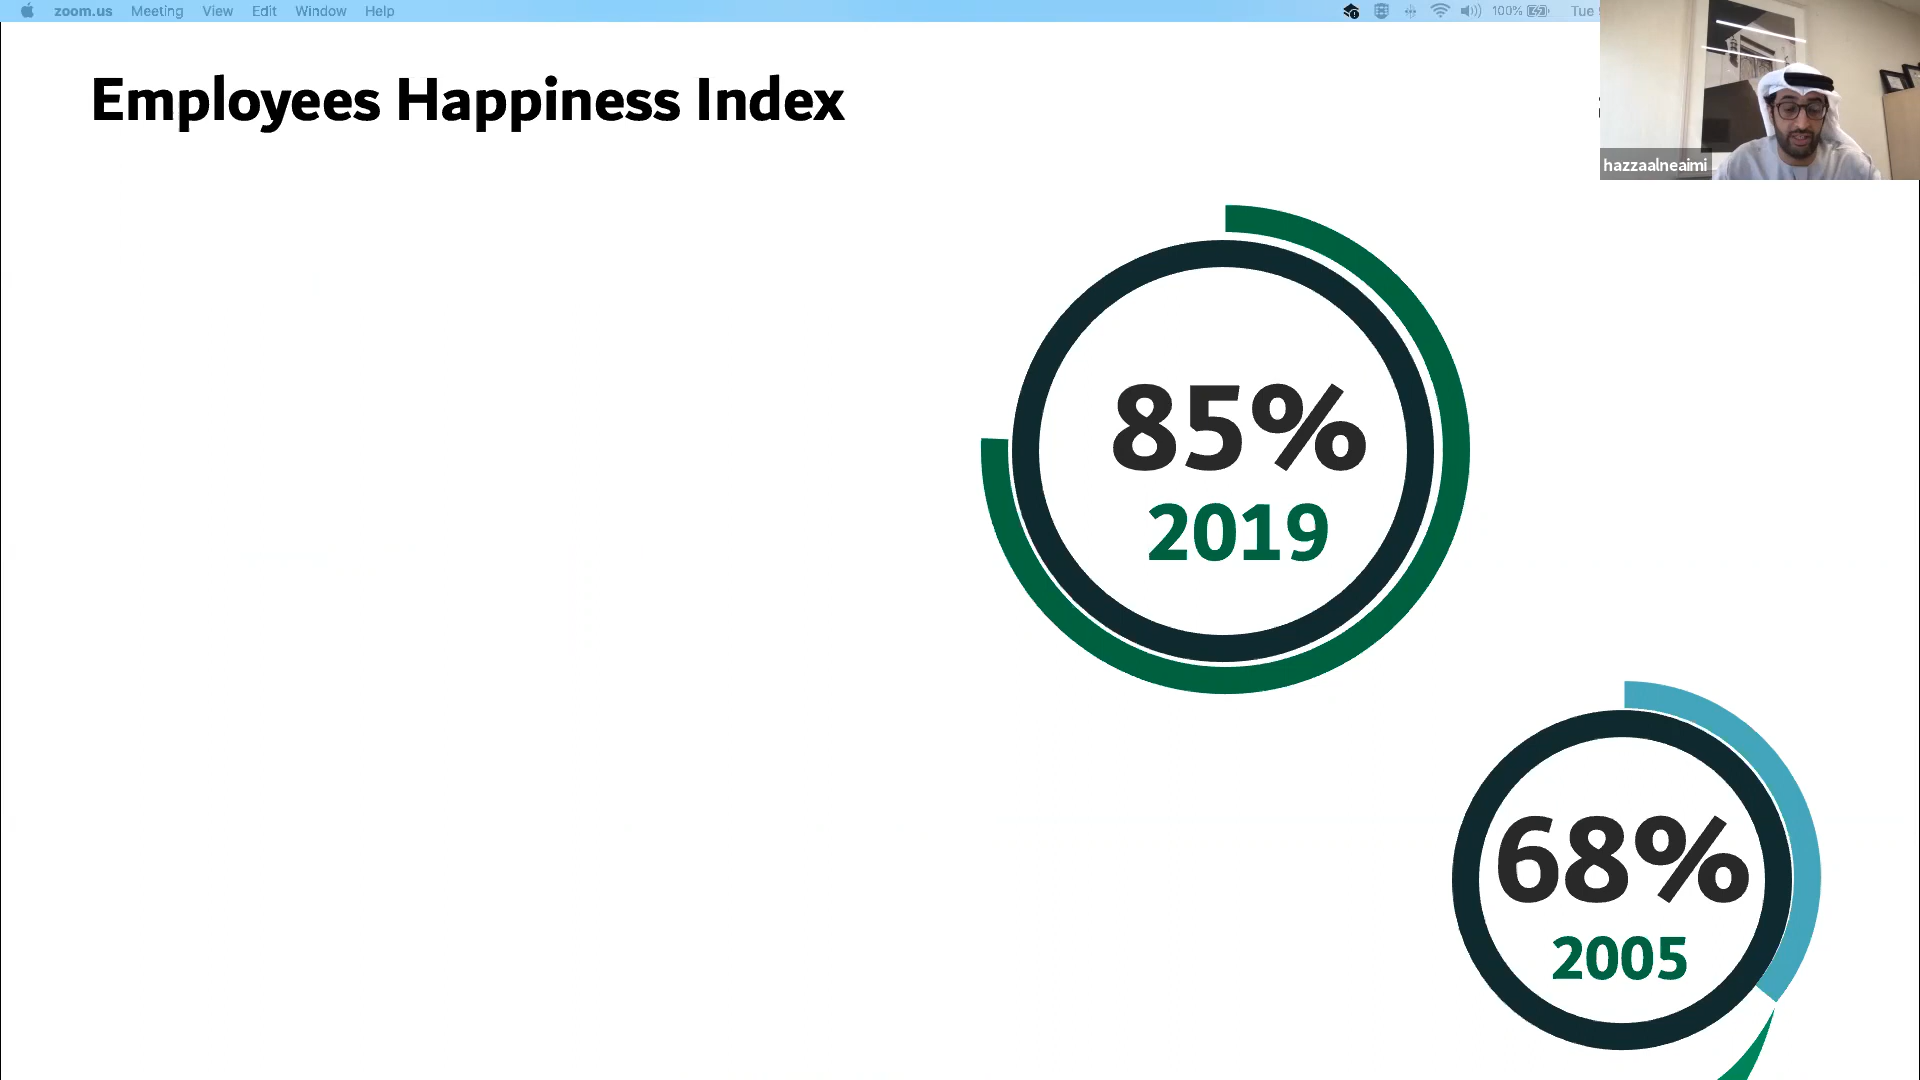 zoom.us Meeting View Edit Window Help 100% Tue
Employees Happiness Index
hazzaalneaimi
85%
2019
68%
2005